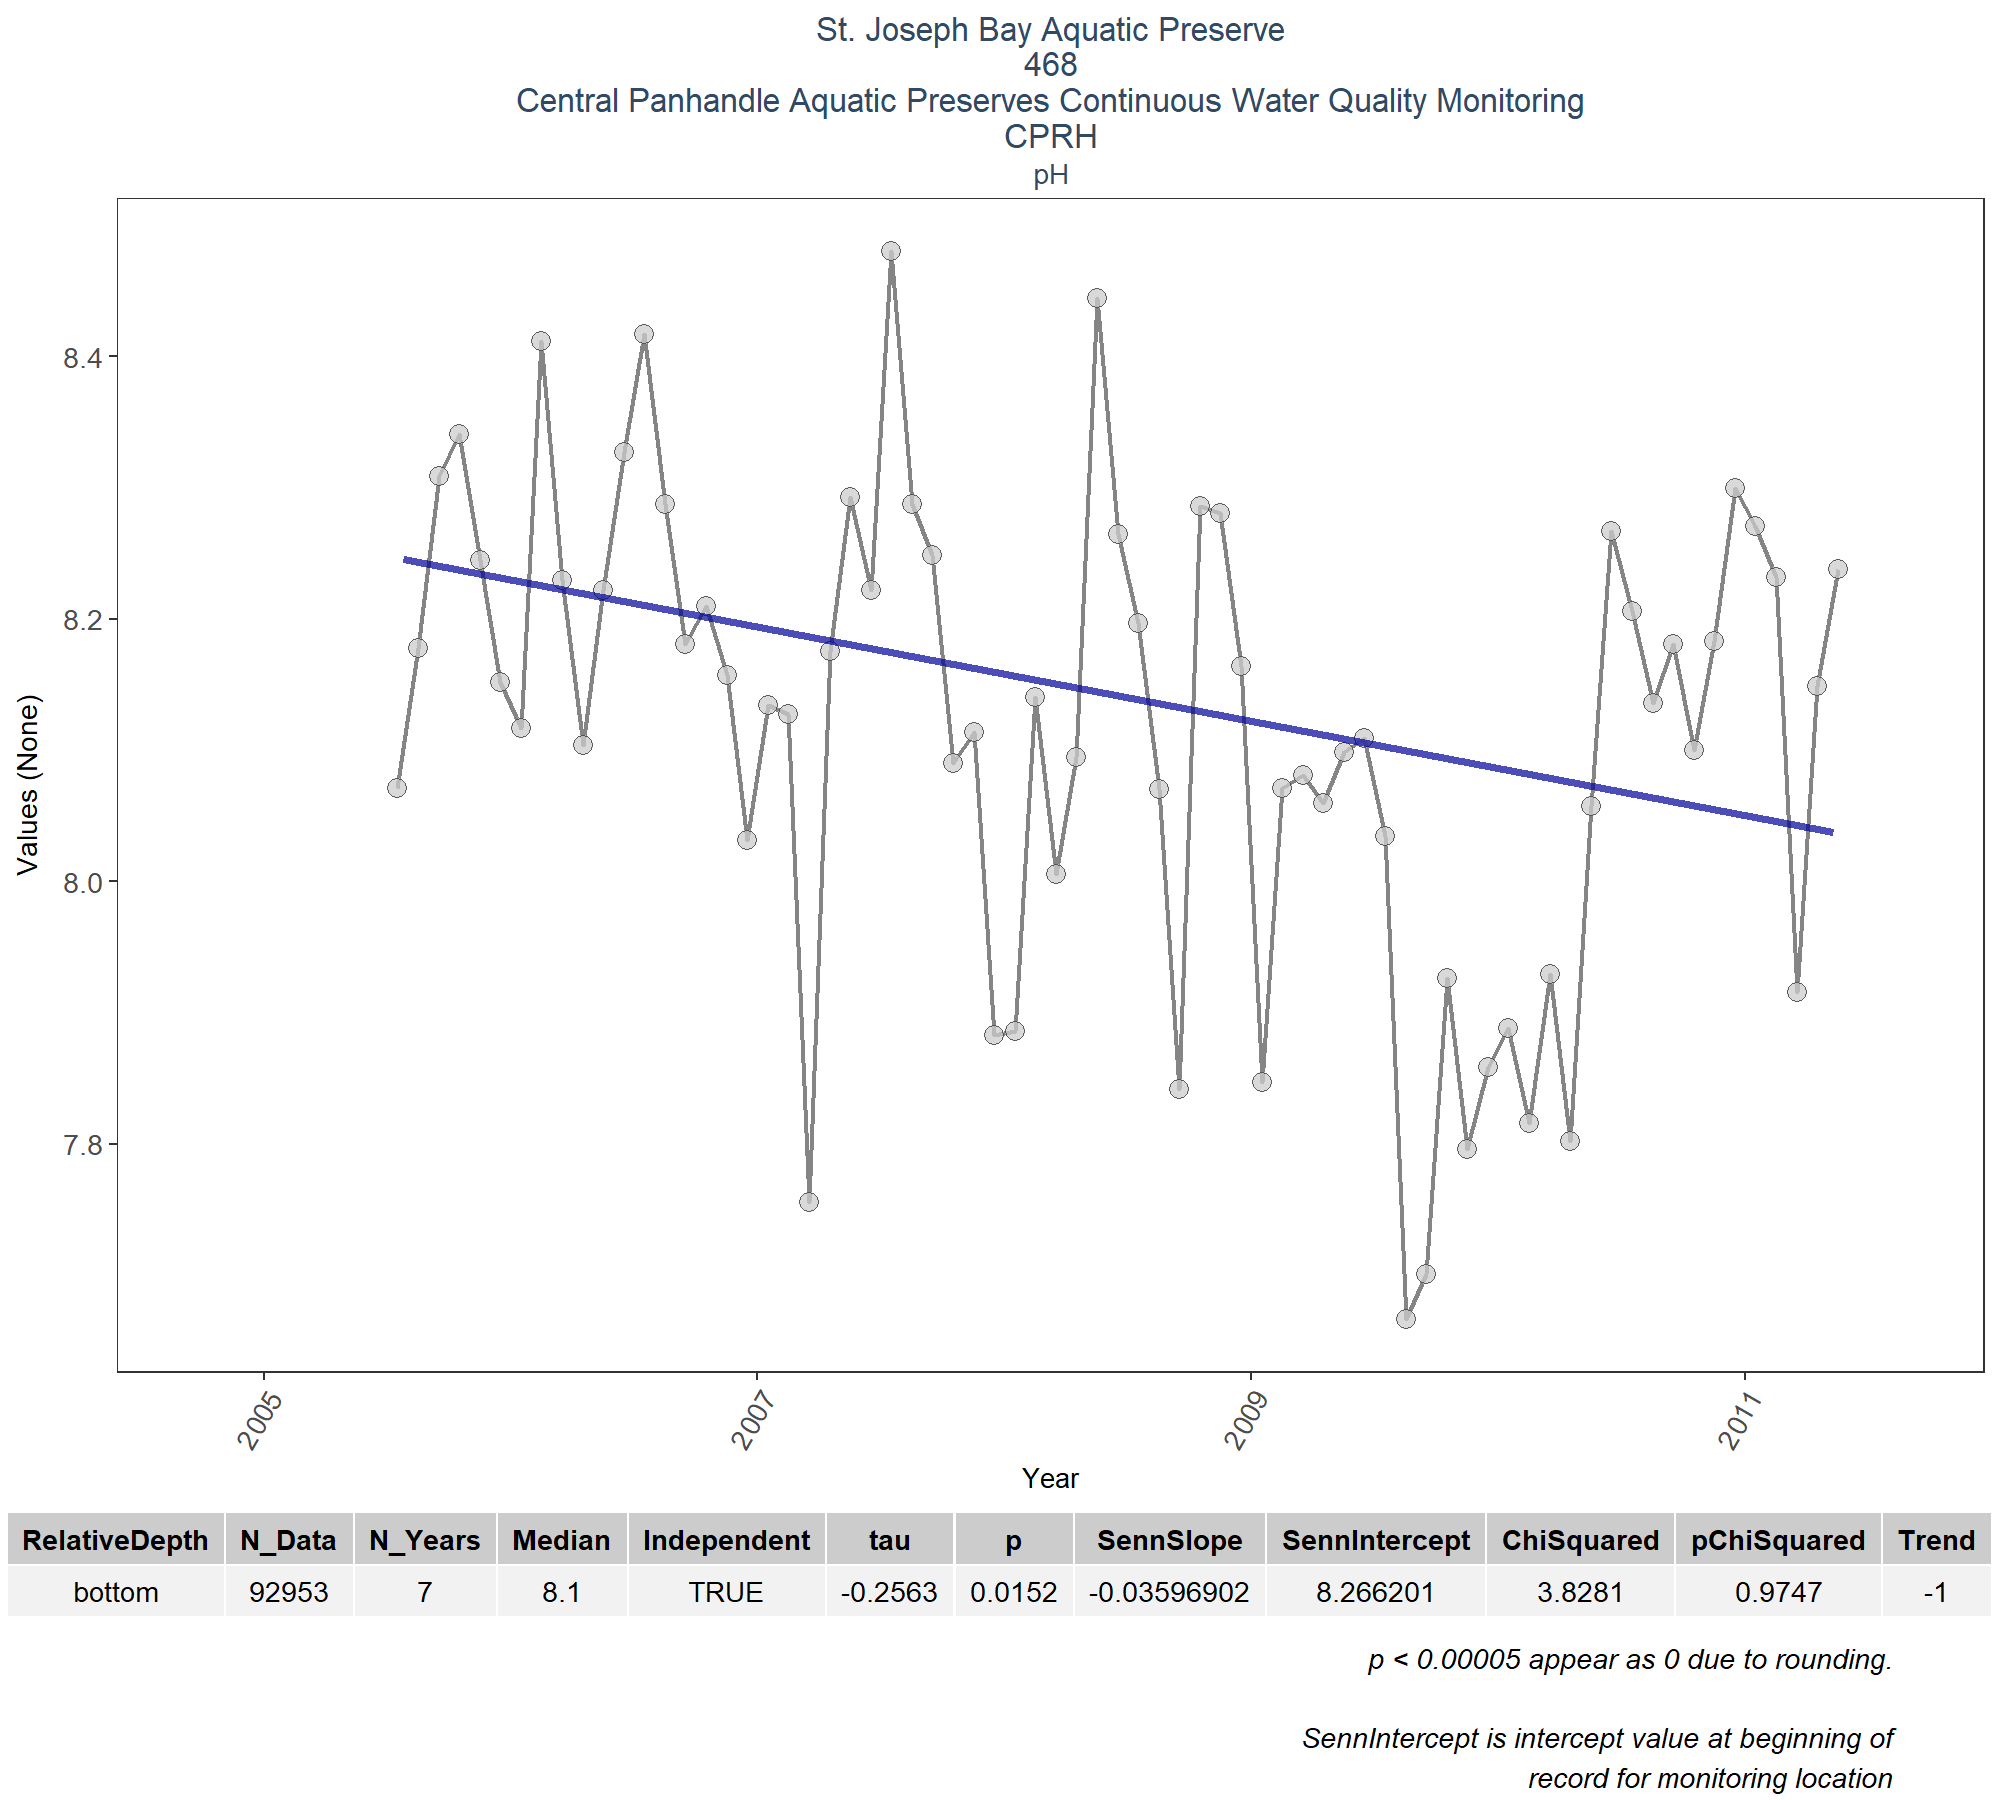 St. Joseph Bay Aquatic Preserve
468
Central Panhandle Aquatic Preserves Continuous Water Quality Monitoring
CPRH
pH
8.4
8.2
8.0
7.8
Values (None)
2005 2007 2009 2011
Year
RelativeDepth N_Data N_Years Median Independent tau p SennSlope SennIntercept ChiSquared pChiSquared Trend
bottom 92953 7 8.1 TRUE -0.2563 0.0152 -0.03596902 8.266201 3.8281 0.9747 -1
p < 0.00005 appear as 0 due to rounding.
SennIntercept is intercept value at beginning of
record for monitoring location